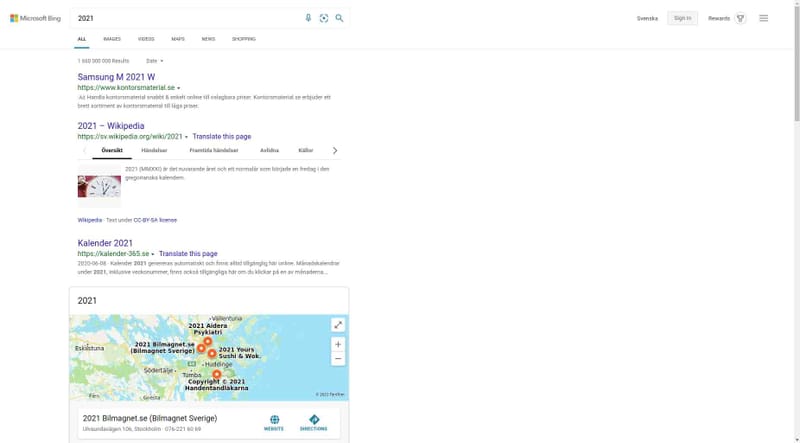 Microsoft Bing
2021
Svenska
Sign in
Rewards
ALL
IMAGES
VIDEOS
MAPS
NEWS
SHOPPING
1 660 000 000 Results
Date
Samsung M 2021 W
https://www.kontorsmaterial.se
Ad Handla kontorsmaterial snabbt & enkelt online till oslagbara priser. Kontorsmaterial.se erbjuder ett
brett sortiment av kontorsmaterial till låga priser.
2021 – Wikipedia
https://sv.wikipedia.org/wiki/2021 Translate this page
Översikt
Händelser
Framtida händelser
Avlidna
Källor
2021 (MMXXI) är det nuvarande året och ett normalår som började en fredag i den
gregorianska kalendern.
Wikipedia · Text under CC-BY-SA license
Kalender 2021
https://kalender-365.se Translate this page
2020-06-08 · Kalender 2021 genereras automatiskt och finns alltid tillgänglig här online. Månadskalendrar
under 2021, inklusive veckonummer, finns också tillgängliga här om du klickar på en av månaderna...
2021
Vallentuna
2021 Aidera
Psykiatri
Eskilstuna
2021 Bilmagnet.se
(Bilmagnet Sverige)
2021 Yours
Sushi & Wok.
Huddinge
Södertälje
Tumba
Copyright © 2021
Handentandläkarna
Flen
Gnesta
© 2022 TomTom
2021 Bilmagnet.se (Bilmagnet Sverige)
Ulvsundavägen 106, Stockholm · 076-221 60 69
WEBSITE
DIRECTIONS